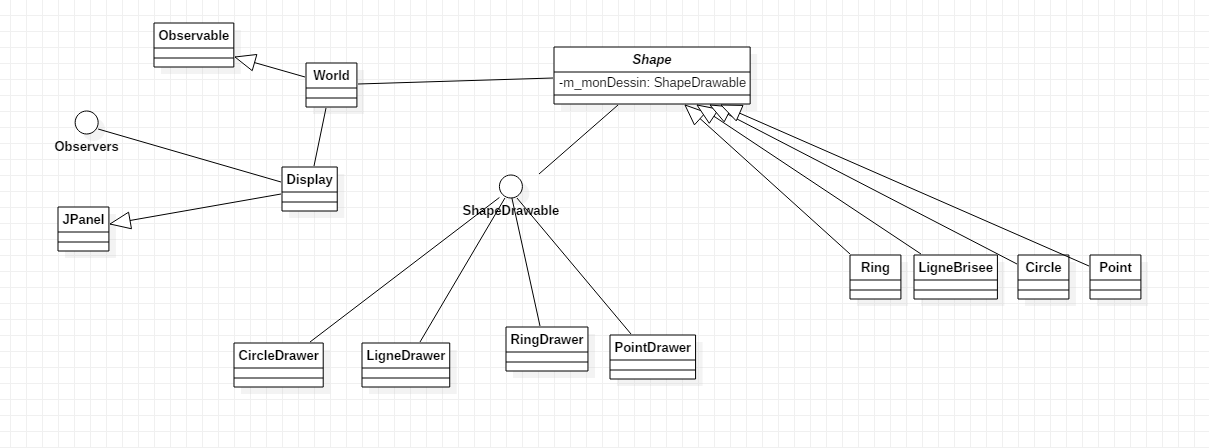 Observable
World
Shape
-m_monDessin: ShapeDrawable
Observers
Display
JPanel
ShapeDrawable
Ring
LigneBrisee
Circle
Point
CircleDrawer
LigneDrawer
RingDrawer
PointDrawer